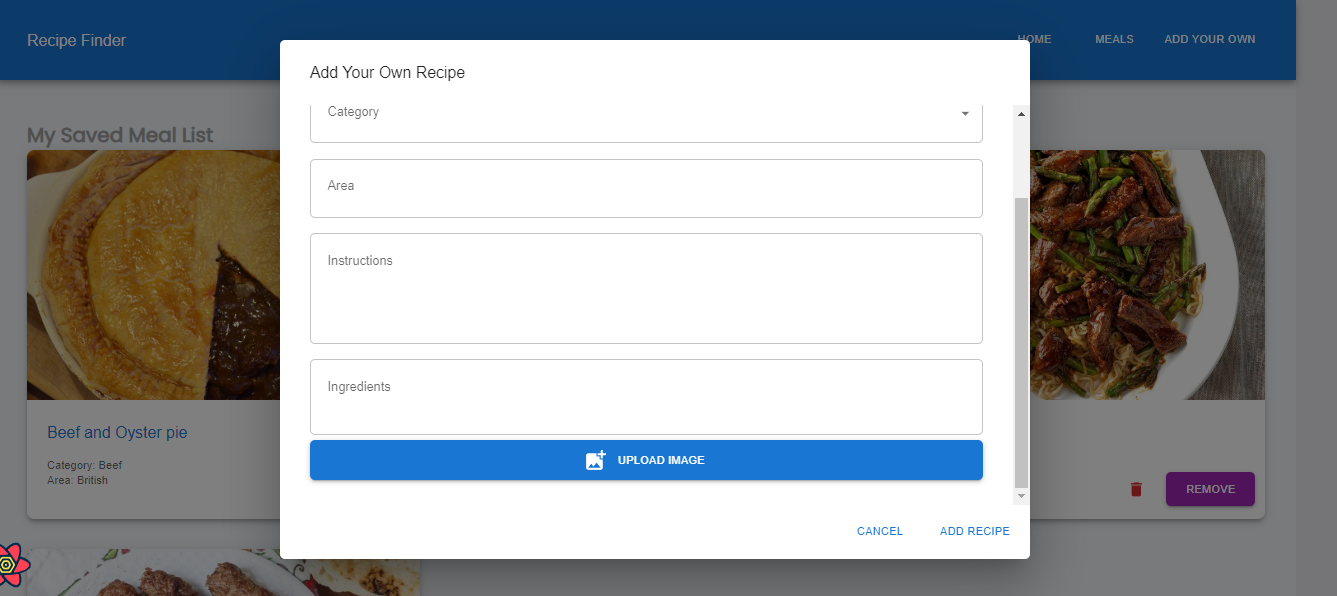 Recipe Finder
HOME
MEALS
ADD YOUR OWN
My Saved Meal List
Add Your Own Recipe
Category
Area
Instructions
Ingredients
UPLOAD IMAGE
CANCEL
ADD RECIPE
Beef and Oyster pie
Category: Beef
Area: British
REMOVE